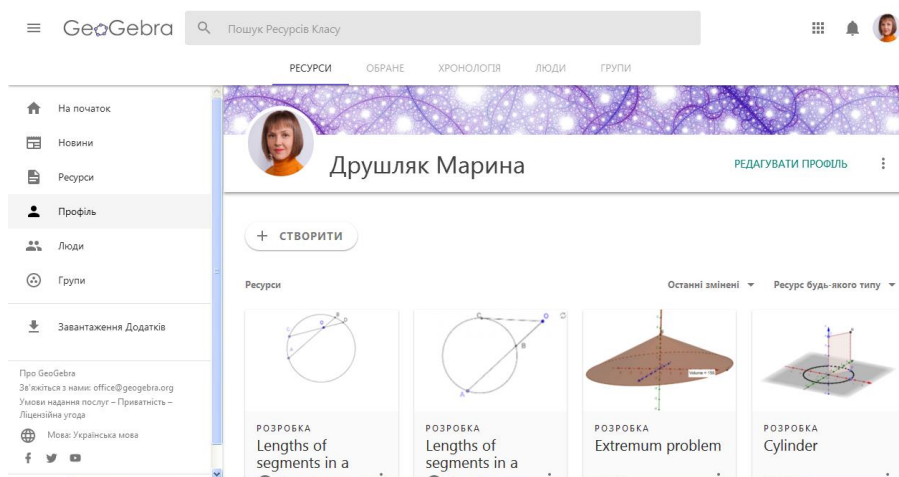 GeoGebra
Пошук Ресурсів Класу
РЕСУРСИ ОБРАНЕ ХРОНОЛОГІЯ ЛЮДИ ГРУПИ
На початок
Новини
Ресурси
Профіль
Люди
Групи
Завантаження Додатків
Про GeoGebra
Зв'яжіться з нами: office@geogebra.org
Умови надання послуг – Приватність –
Ліцензійна угода
Мова: Українська мова
Друшляк Марина
РЕДАГУВАТИ ПРОФІЛЬ
+ СТВОРИТИ
Ресурси
Останні змінені
Ресурс будь-якого типу
РОЗРОБКА
Lengths of
segments in a
РОЗРОБКА
Lengths of
segments in a
РОЗРОБКА
Extremum problem
РОЗРОБКА
Cylinder